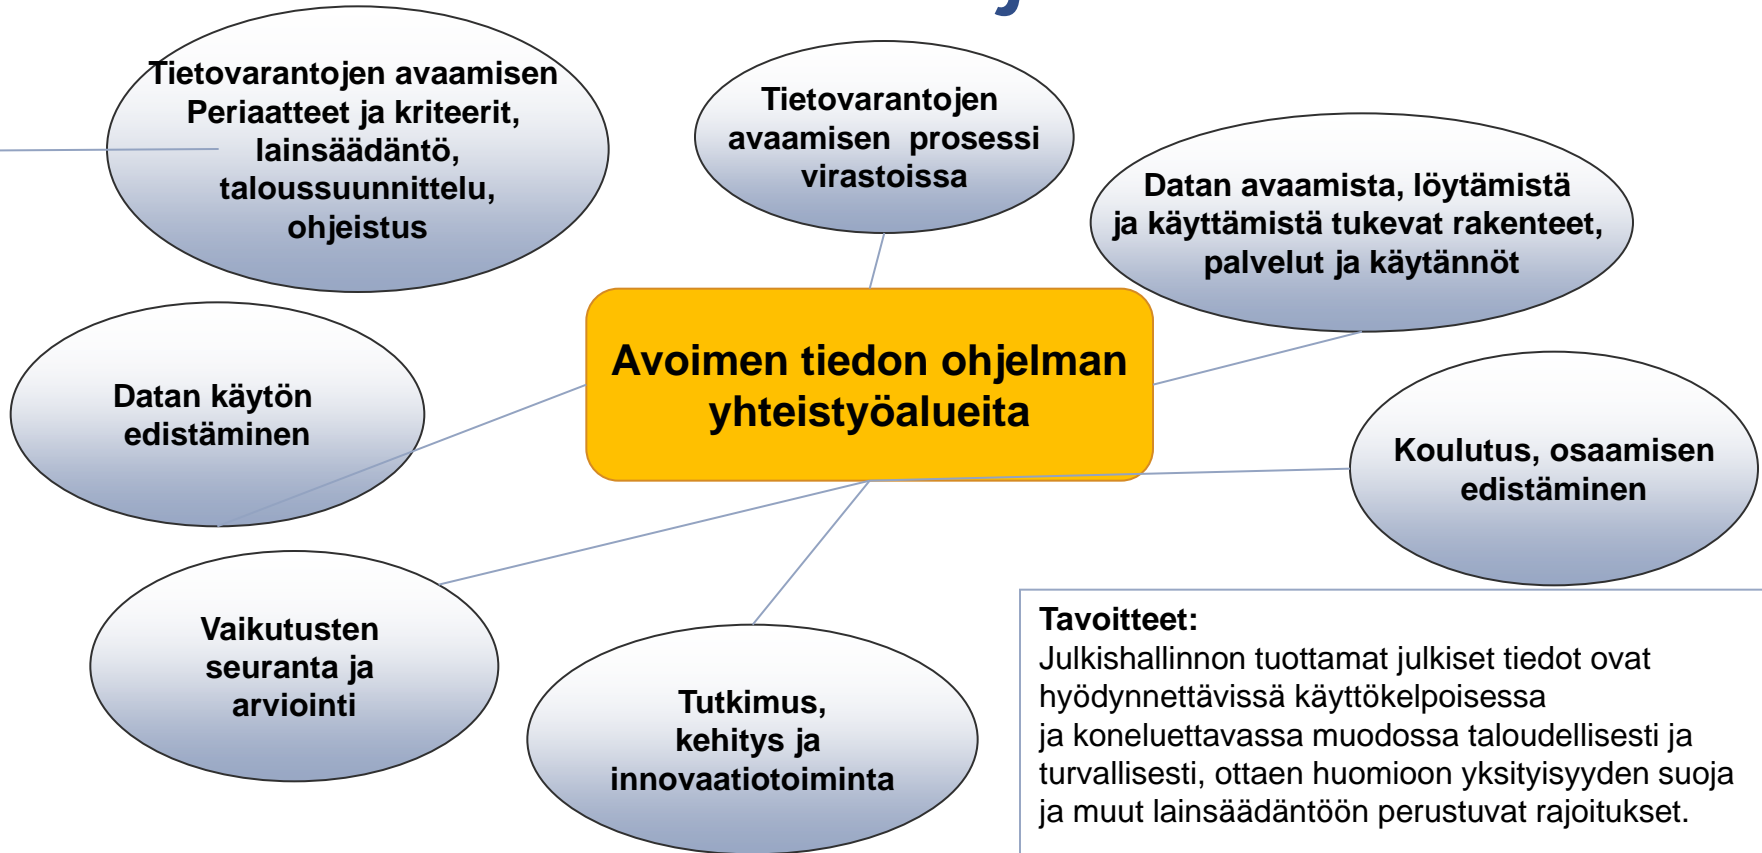 Tietovarantojen avaamisen
Periaatteet ja kriteerit,
lainsäädäntö,
taloussuunnittelu,
ohjeistus
Tietovarantojen
avaamisen prosessi
virastoissa
Datan avaamista, löytämistä
ja käyttämistä tukevat rakenteet,
palvelut ja käytännöt
Avoimen tiedon ohjelman
yhteistyöalueita
Datan käytön
edistäminen
Koulutus, osaamisen
edistäminen
Vaikutusten
seuranta ja
arviointi
Tutkimus,
kehitys ja
innovaatiotoiminta
Tavoitteet:
Julkishallinnon tuottamat julkiset tiedot ovat
hyödynnettävissä käyttökelpoisessa
ja koneluettavassa muodossa taloudellisesti ja
turvallisesti, ottaen huomioon yksityisyyden suoja
ja muut lainsäädäntöön perustuvat rajoitukset.